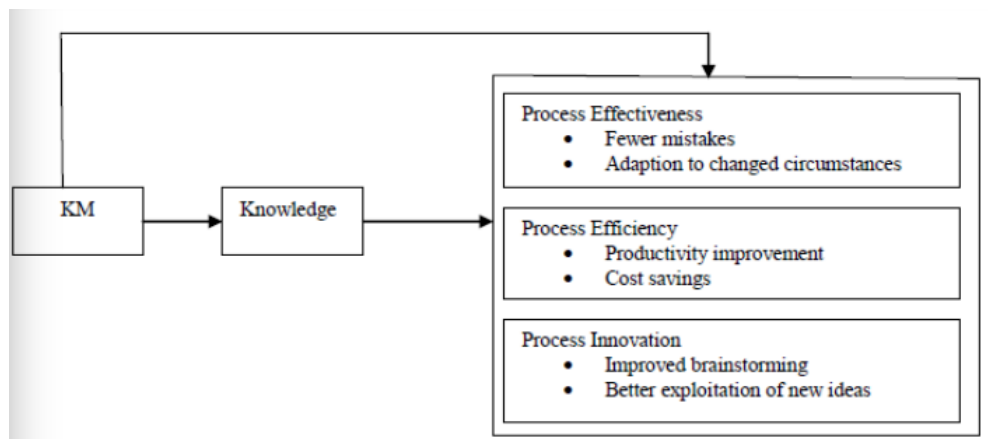 KM
Knowledge
Process Effectiveness
• Fewer mistakes
• Adaption to changed circumstances
Process Efficiency
• Productivity improvement
• Cost savings
Process Innovation
• Improved brainstorming
• Better exploitation of new ideas